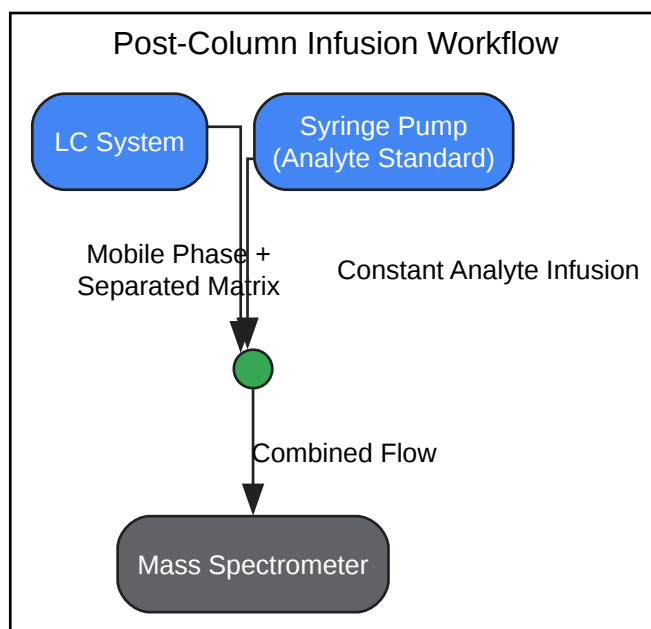 Post-Column Infusion Workflow
LC System
Syringe Pump
(Analyte Standard)
Mobile Phase +
Separated Matrix
Constant Analyte Infusion
Combined Flow
Mass Spectrometer